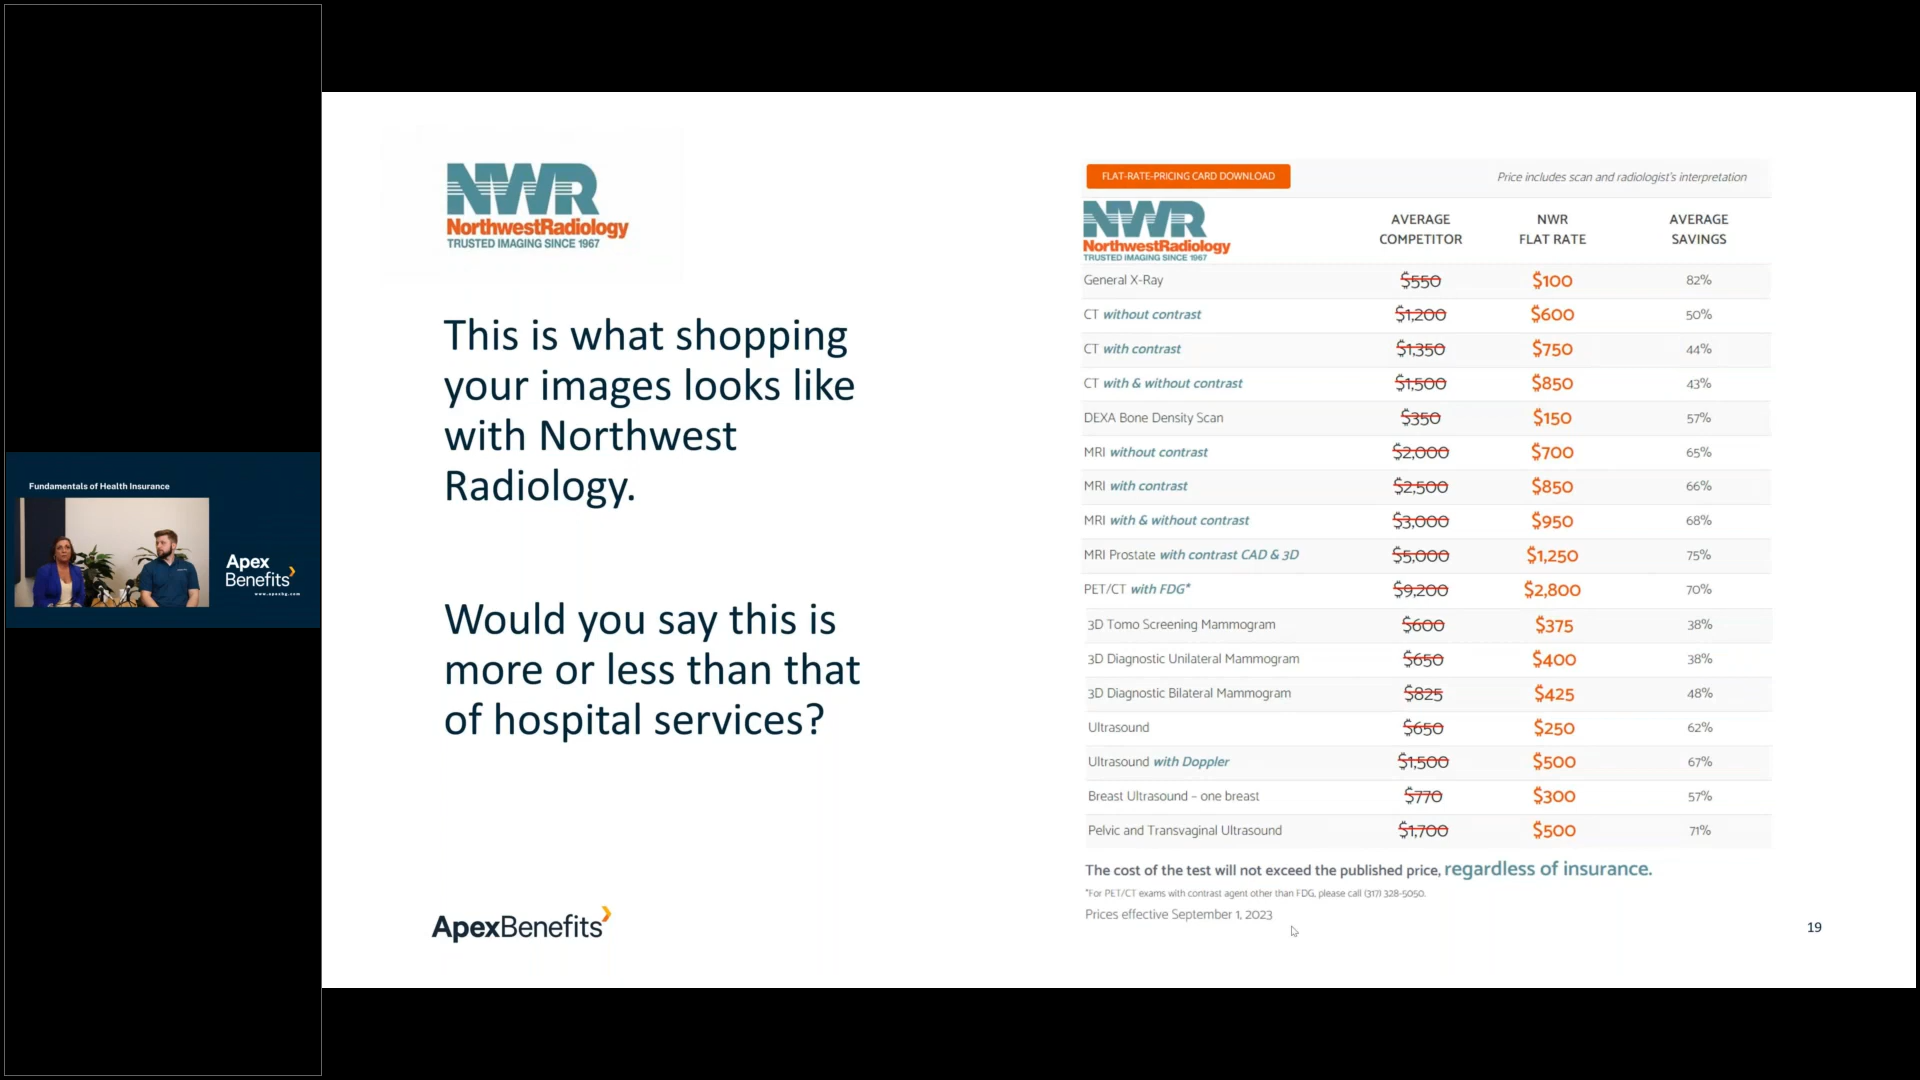 Fundamentals of Health Insurance
Apex
Benefits
www.apexbg.com
NWR
NorthwestRadiology
TRUSTED IMAGING SINCE 1967
This is what shopping
your images looks like
with Northwest
Radiology.
Would you say this is
more or less than that
of hospital services?
ApexBenefits
FLAT-RATE-PRICING CARD DOWNLOAD
Price includes scan and radiologist's interpretation
NWR
NorthwestRadiology
TRUSTED IMAGING SINCE 1967
AVERAGE COMPETITOR NWR FLAT RATE AVERAGE SAVINGS
General X-Ray $550 $100 82%
CT without contrast $1,200 $600 50%
CT with contrast $1,350 $750 44%
CT with & without contrast $1,500 $850 43%
DEXA Bone Density Scan $350 $150 57%
MRI without contrast $2,000 $700 65%
MRI with contrast $2,500 $850 66%
MRI with & without contrast $3,000 $950 68%
MRI Prostate with contrast CAD & 3D $5,000 $1,250 75%
PET/CT with FDG* $9,200 $2,800 70%
3D Tomo Screening Mammogram $600 $375 38%
3D Diagnostic Unilateral Mammogram $650 $400 38%
3D Diagnostic Bilateral Mammogram $825 $425 48%
Ultrasound $650 $250 62%
Ultrasound with Doppler $1,500 $500 67%
Breast Ultrasound – one breast $770 $300 57%
Pelvic and Transvaginal Ultrasound $1,700 $500 71%
The cost of the test will not exceed the published price, regardless of insurance.
*For PET/CT exams with contrast agent other than FDG, please call (317) 328-5050.
Prices effective September 1, 2023
19